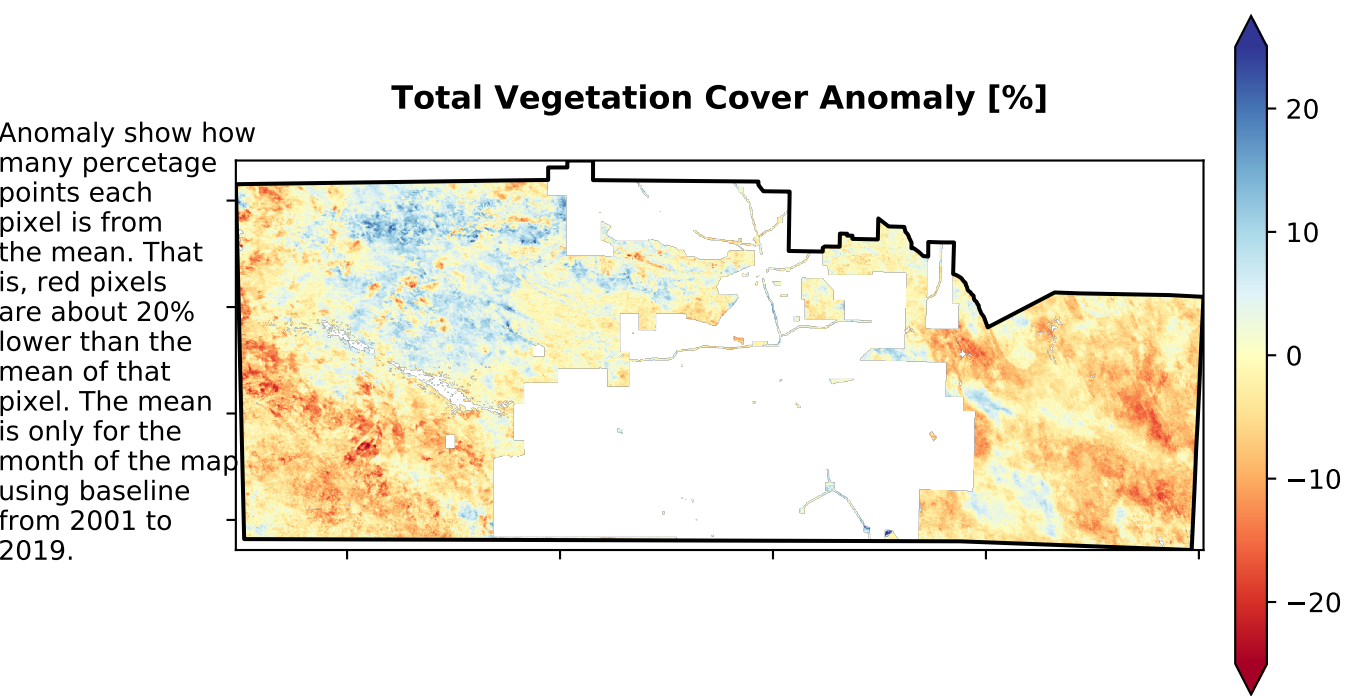 Total Vegetation Cover Anomaly [%]
Anomaly show how
many percetage
points each
pixel is from
the mean. That
is, red pixels
are about 20%
lower than the
mean of that
pixel. The mean
is only for the
month of the map
using baseline
from 2001 to
2019.
20
10
0
−10
−20